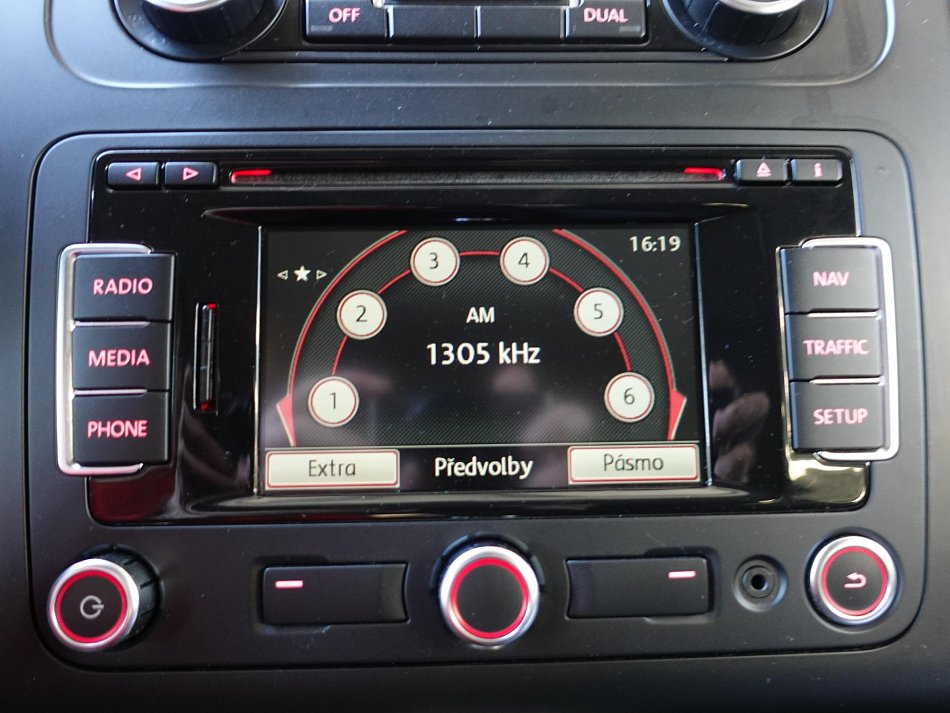 OFF
DUAL
RADIO
MEDIA
PHONE
16:19
1
2
3
4
5
6
AM
1305 kHz
Extra
Předvolby
Pásmo
NAV
TRAFFIC
SETUP